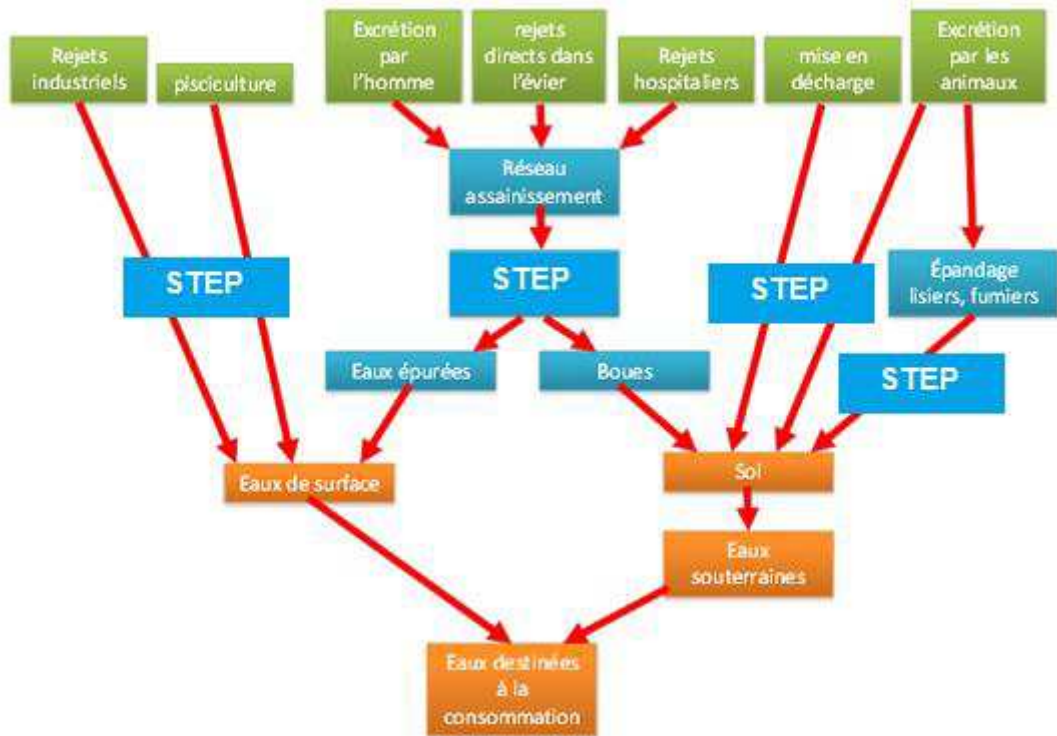 Rejets
industriels
pisciculture
Excrétion
par
l'homme
rejets
directs dans
l'évier
Rejets
hospitaliers
mise en
décharge
Excrétion
par les
animaux
Réseau
assainissement
STEP
STEP
STEP
Épandage
lisiers, fumiers
Eaux épurées
Boues
STEP
Eaux de surface
Sol
Eaux
souterraines
Eaux destinées
à la
consommation